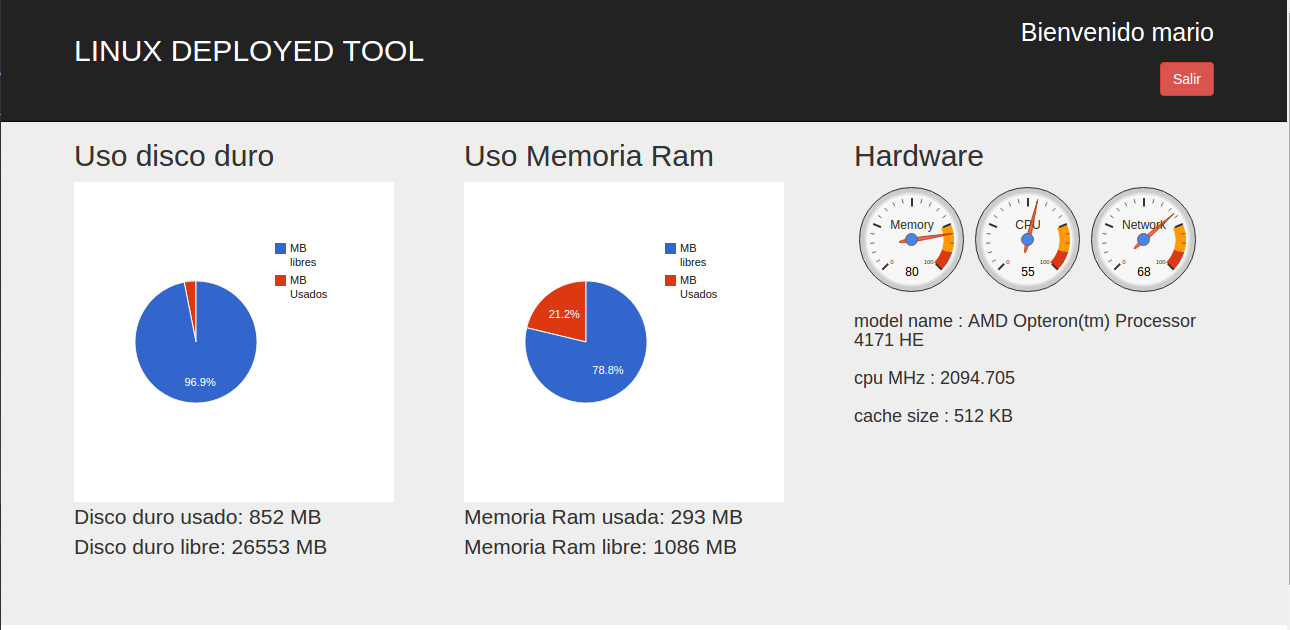 LINUX DEPLOYED TOOL
Bienvenido mario
Salir
Uso disco duro
MB
libres
MB
Usados
96.9%
Disco duro usado: 852 MB
Disco duro libre: 26553 MB
Uso Memoria Ram
MB
libres
MB
Usados
21.2%
78.8%
Memoria Ram usada: 293 MB
Memoria Ram libre: 1086 MB
Hardware
Memory
0 100
80
CPU
0 100
55
Network
0 100
68
model name : AMD Opteron(tm) Processor
4171 HE
cpu MHz : 2094.705
cache size : 512 KB